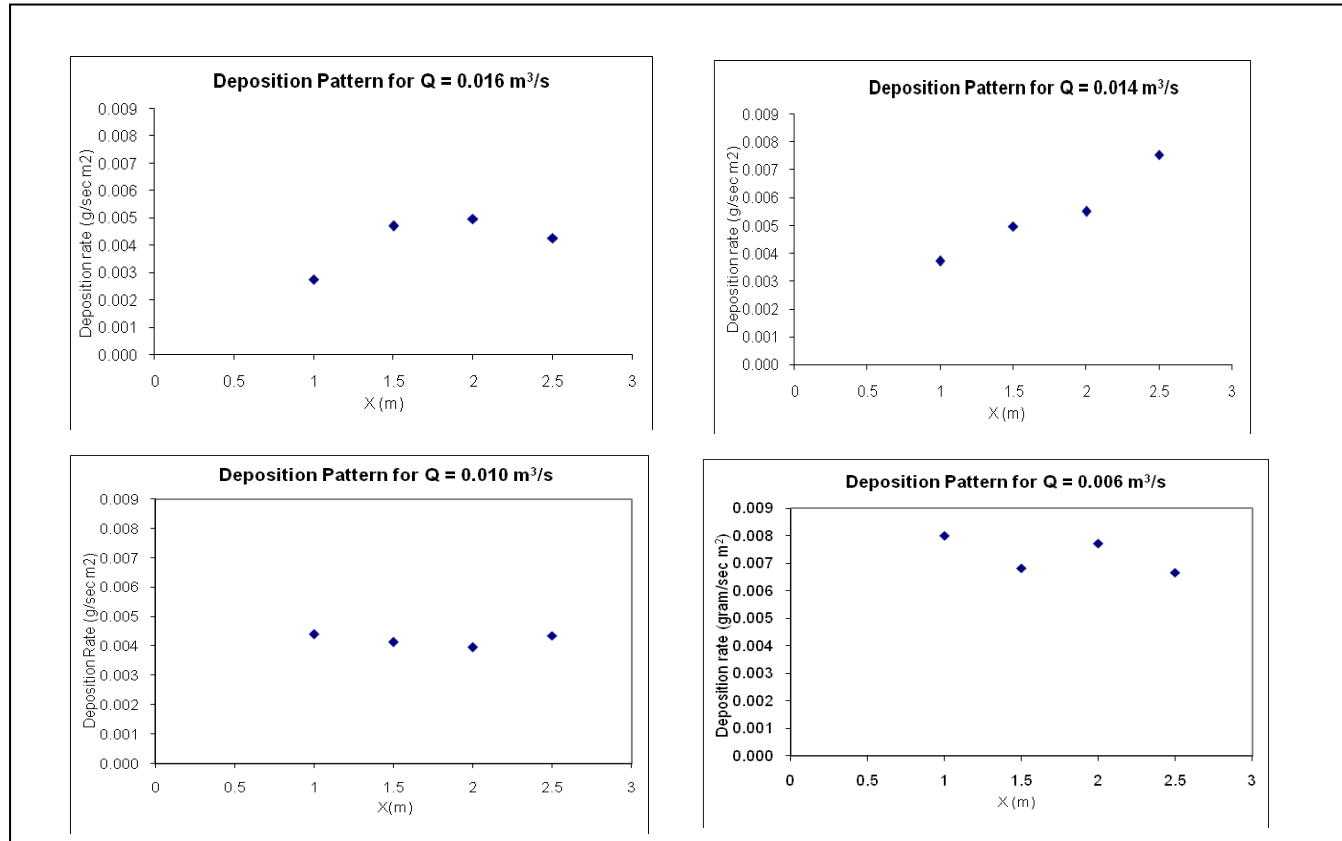 Deposition Pattern for Q = 0.016 m³/s
0.009
0.008
0.007
0.006
0.005
0.004
0.003
0.002
0.001
0.000
Deposition rate (g/sec m2)
0 0.5 1 1.5 2 2.5 3
X (m)
Deposition Pattern for Q = 0.014 m³/s
0.009
0.008
0.007
0.006
0.005
0.004
0.003
0.002
0.001
0.000
Deposition rate (g/sec m2)
0 0.5 1 1.5 2 2.5 3
X (m)
Deposition Pattern for Q = 0.010 m³/s
0.009
0.008
0.007
0.006
0.005
0.004
0.003
0.002
0.001
0.000
Deposition Rate (g/sec m2)
0 0.5 1 1.5 2 2.5 3
X(m)
Deposition Pattern for Q = 0.006 m³/s
0.009
0.008
0.007
0.006
0.005
0.004
0.003
0.002
0.001
0.000
Deposition rate (gram/sec m²)
0 0.5 1 1.5 2 2.5 3
X (m)